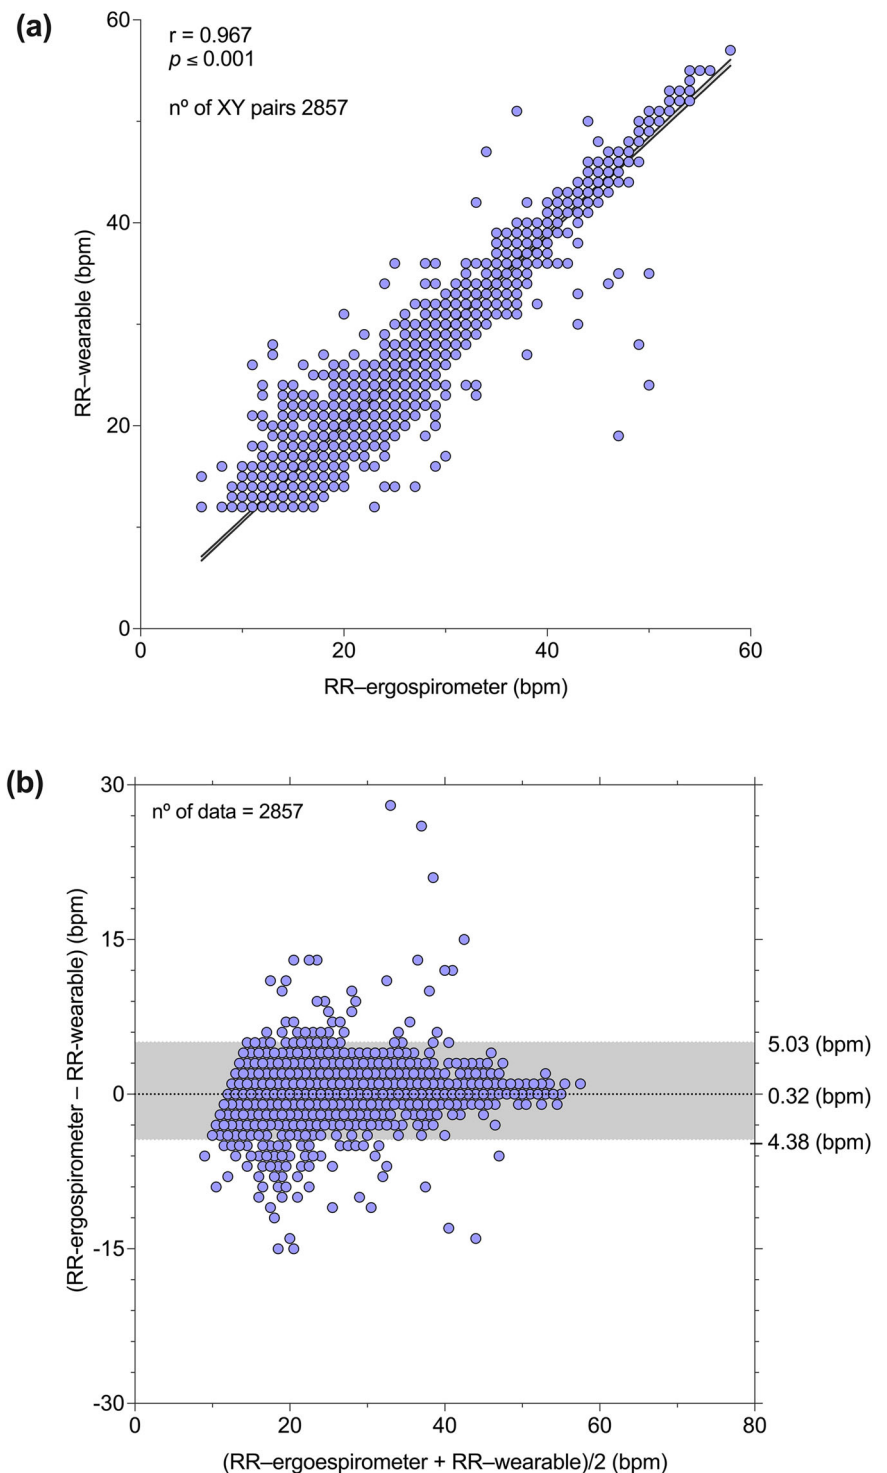 (a)
r = 0.967
p ≤ 0.001
nº of XY pairs 2857
60
40
20
0
RR–wearable (bpm)
0 20 40 60
RR–ergospirometer (bpm)
(b)
nº of data = 2857
30
15
0
-15
-30
(RR-ergospirometer – RR-wearable) (bpm)
5.03 (bpm)
0.32 (bpm)
–4.38 (bpm)
0 20 40 60 80
(RR–ergoespirometer + RR–wearable)/2 (bpm)